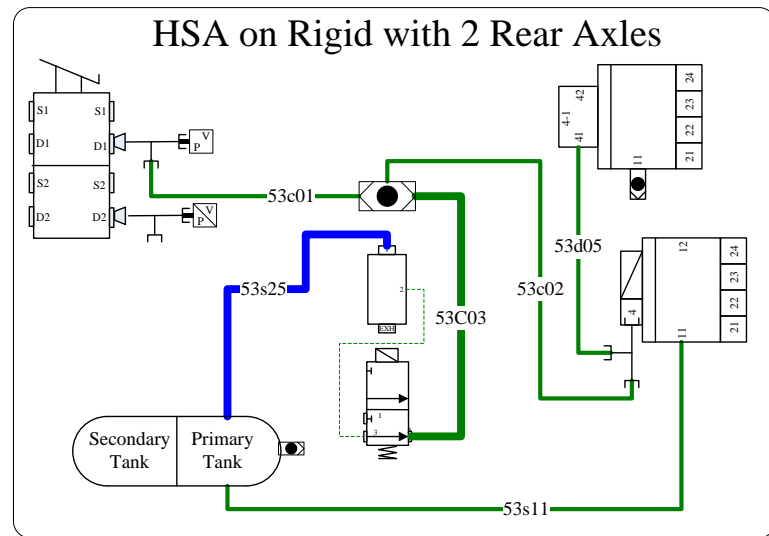 HSA on Rigid with 2 Rear Axles
S1
S1
D1
D1
V
P
S2
S2
D2
D2
V
P
53c01
53s25
2
EXH
1
3
53C03
53c02
53d05
42
4-1
41
11
24
23
22
21
12
11
4
24
23
22
21
Secondary
Tank
Primary
Tank
53s11